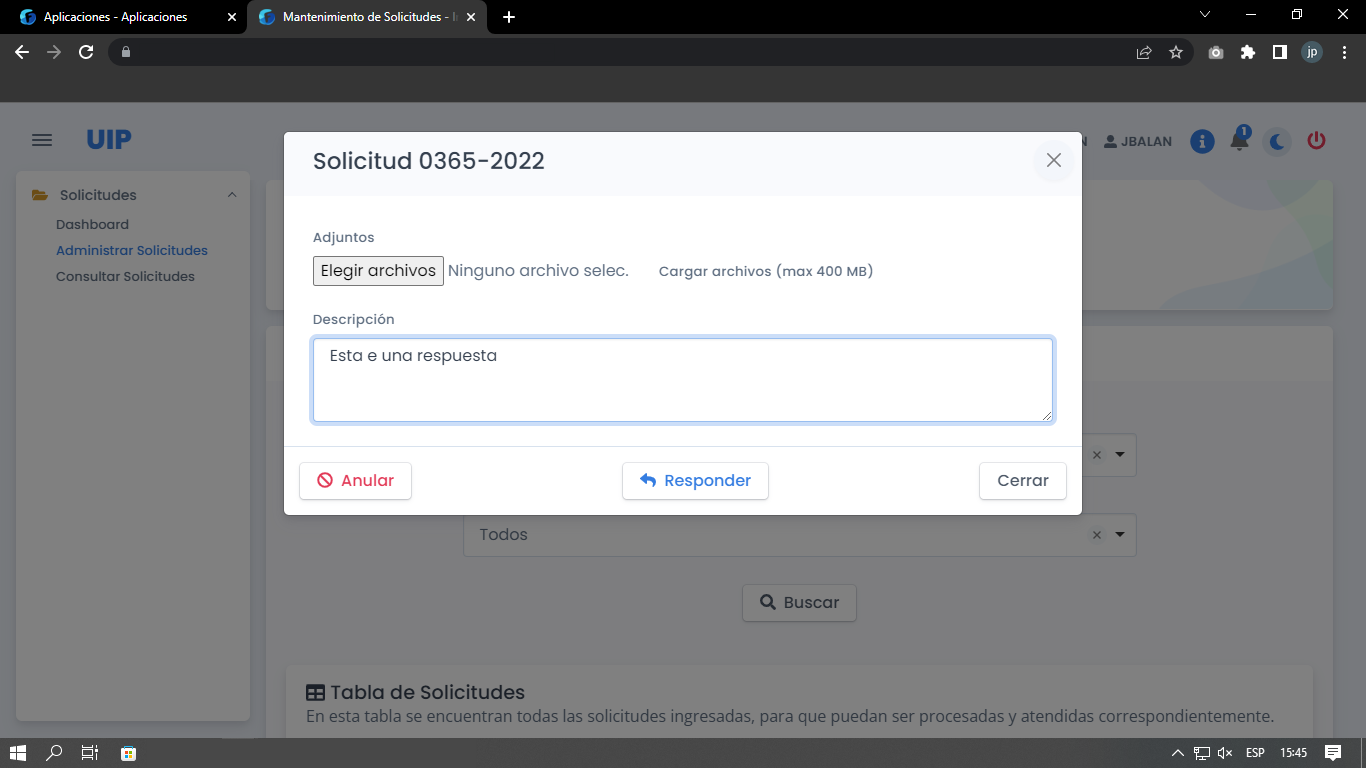 Aplicaciones - Aplicaciones
Mantenimiento de Solicitudes - I
jp
UIP
JBALAN
1
Solicitudes
Dashboard
Administrar Solicitudes
Consultar Solicitudes
Solicitud 0365-2022
Adjuntos
Elegir archivos Ninguno archivo selec. Cargar archivos (max 400 MB)
Descripción
Esta e una respuesta
Anular Responder Cerrar
Todos
Buscar
Tabla de Solicitudes
En esta tabla se encuentran todas las solicitudes ingresadas, para que puedan ser procesadas y atendidas correspondientemente.
ESP 15:45